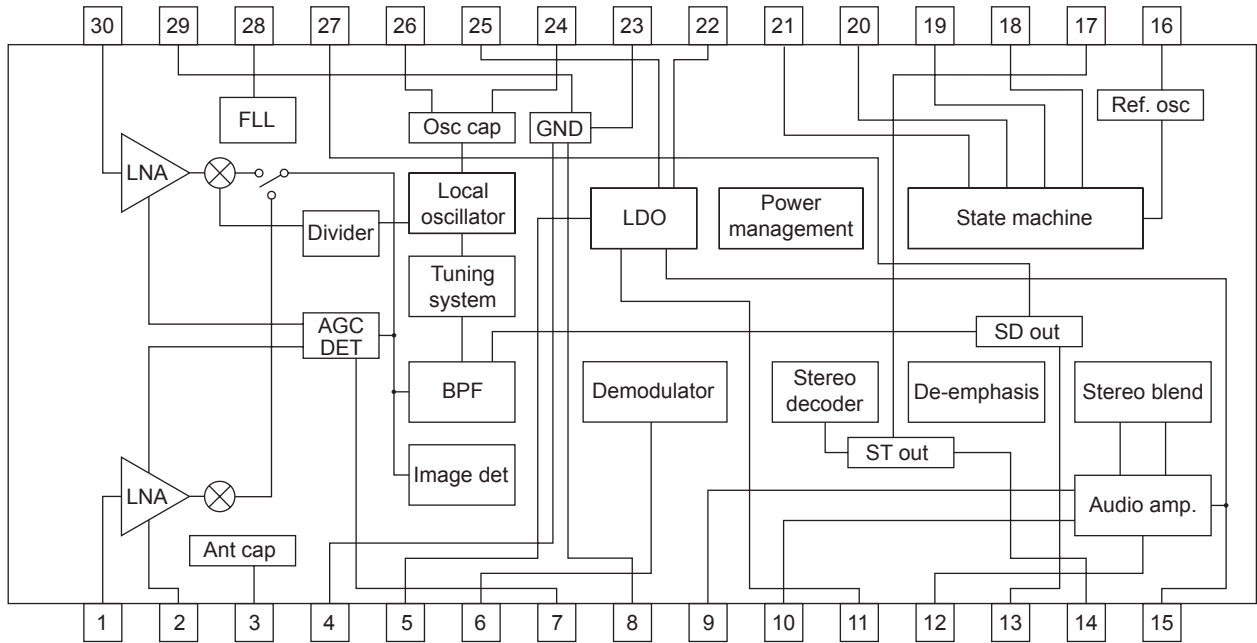 30 29 28 27 26 25 24 23 22 21 20 19 18 17 16
FLL
Osc cap
GND
Ref. osc
LNA
Local
oscillator
Divider
LDO
Power
management
State machine
Tuning
system
AGC
DET
SD out
BPF
Demodulator
Stereo
decoder
De-emphasis
Stereo blend
ST out
LNA
Image det
Audio amp.
Ant cap
1 2 3 4 5 6 7 8 9 10 11 12 13 14 15